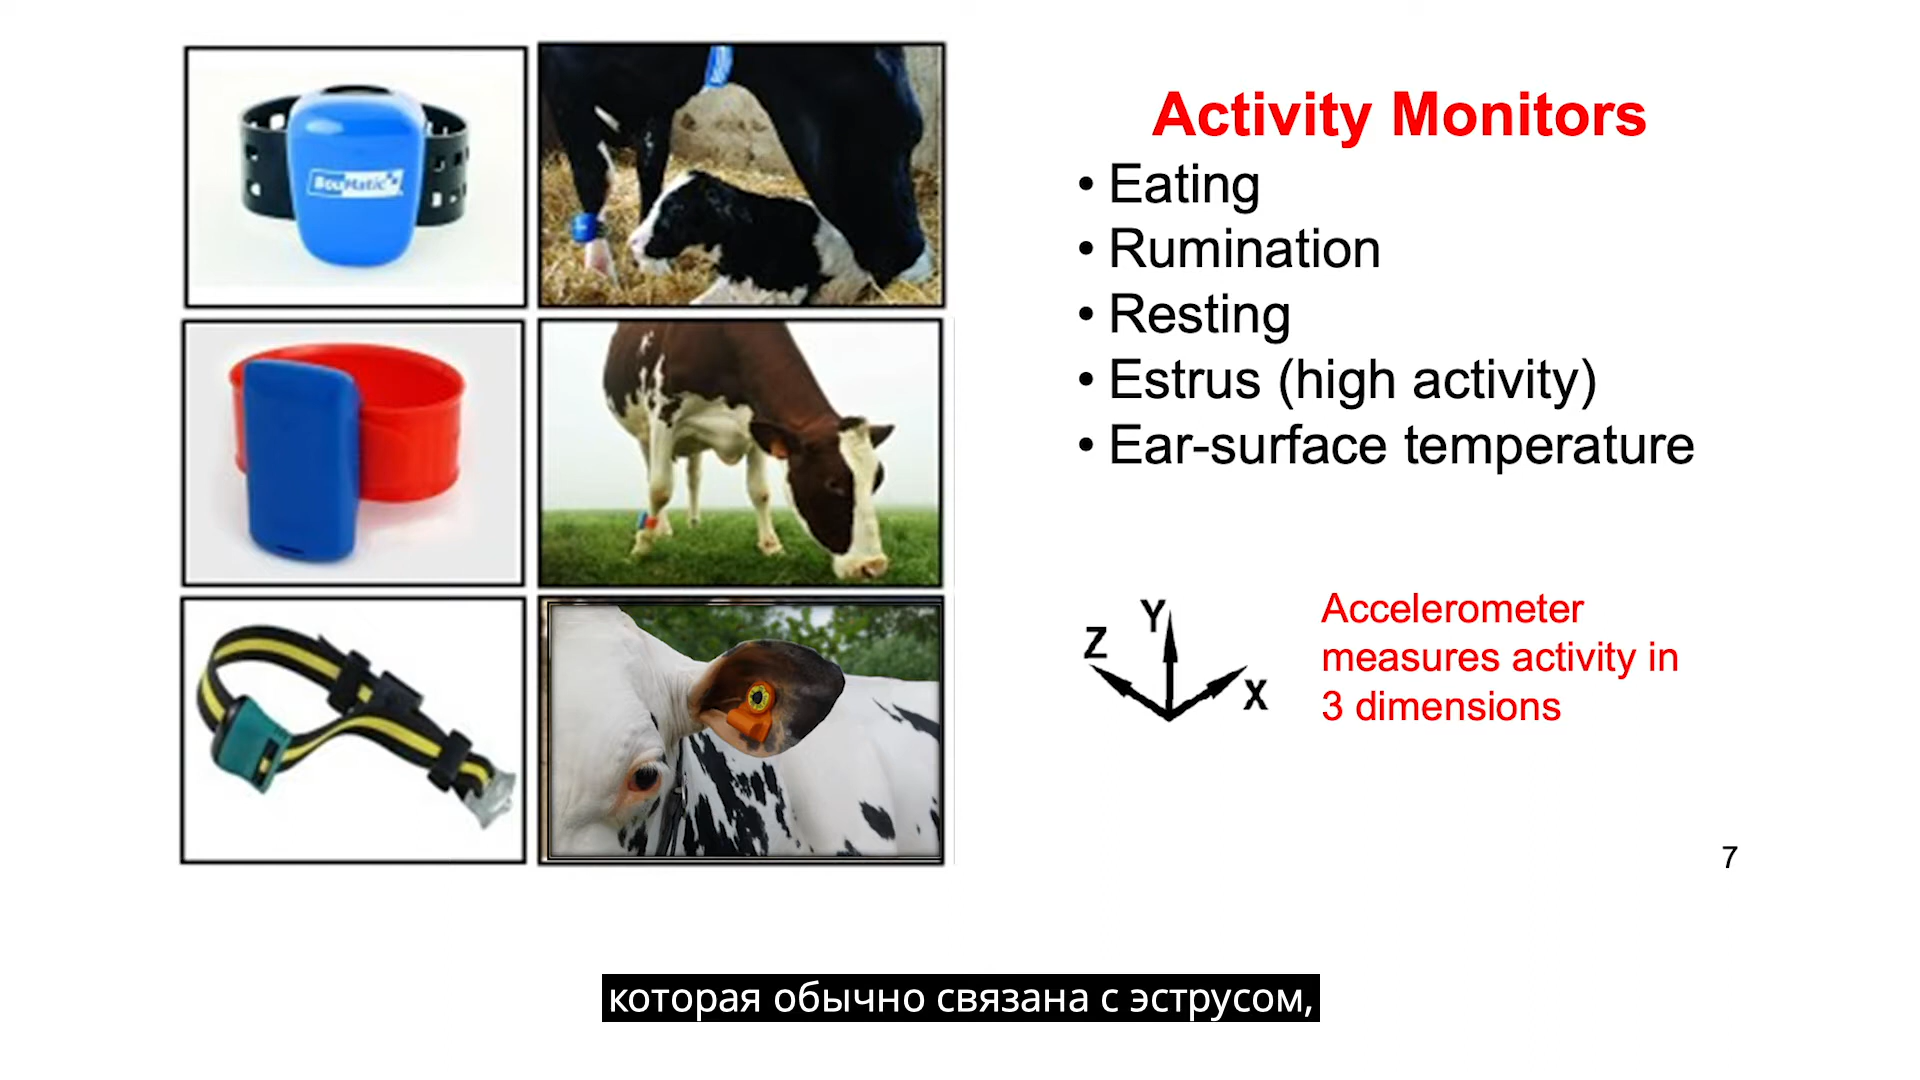 BouMatic
Activity Monitors
• Eating
• Rumination
• Resting
• Estrus (high activity)
• Ear-surface temperature
Z
Y
X
Accelerometer
measures activity in
3 dimensions
7
которая обычно связана с эструсом,